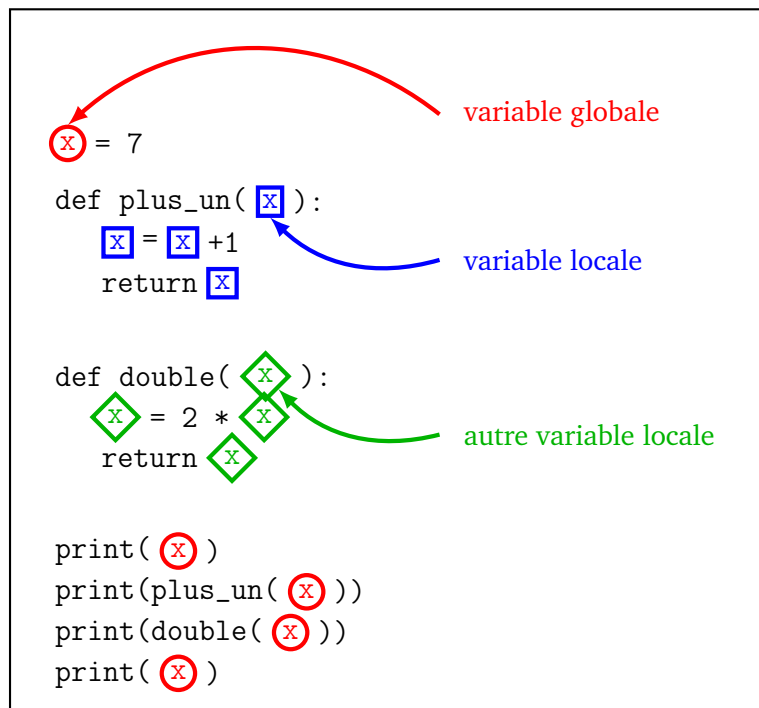 variable globale
x = 7
def plus_un( x ):
x = x +1
variable locale
return x
def double( x ):
x = 2 * x
autre variable locale
return x
print( x )
print(plus_un( x ))
print(double( x ))
print( x )